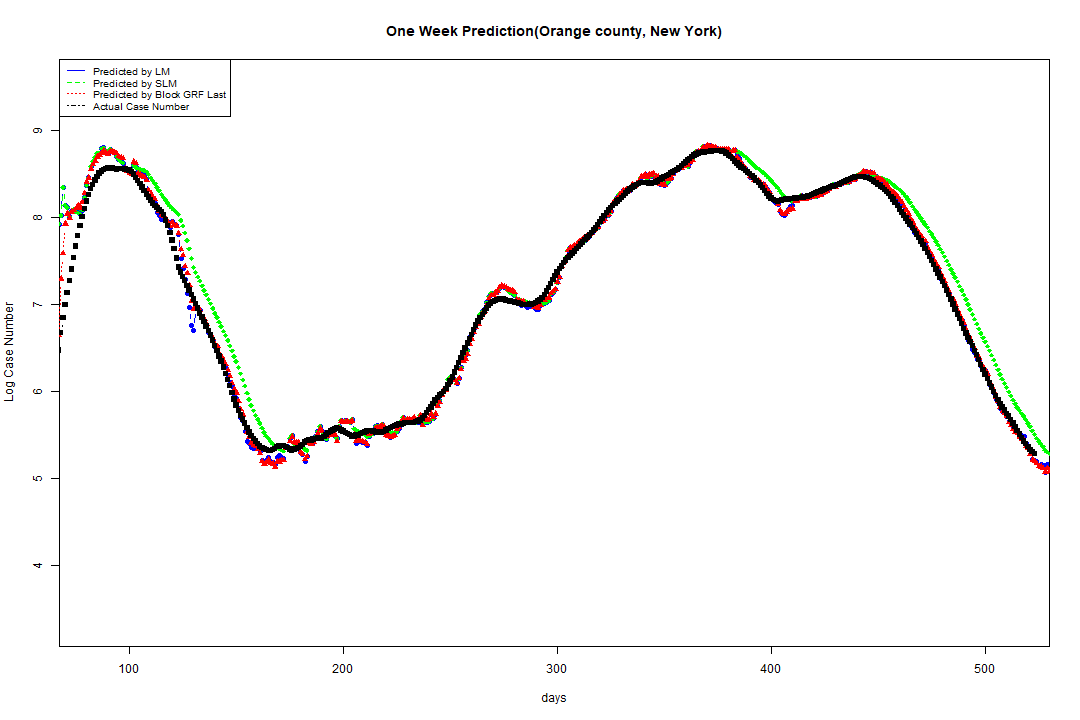 One Week Prediction(Orange county, New York)
Predicted by LM
Predicted by SLM
Predicted by Block GRF Last
Actual Case Number
Log Case Number
9
8
7
6
5
4
100 200 300 400 500
days